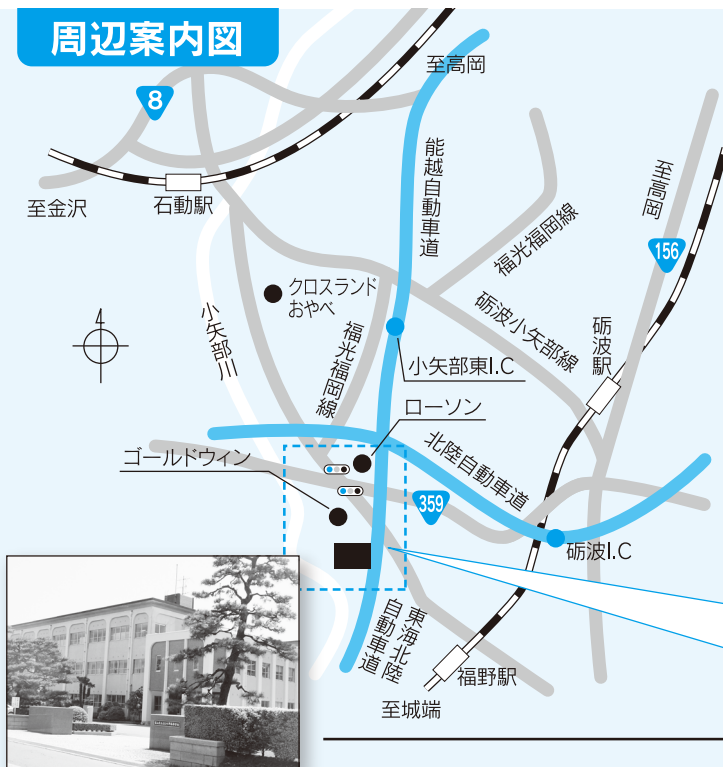 周辺案内図
至高岡
8
能越自動車道
至高岡
至金沢
石動駅
福光福岡線
156
クロスランド
おやべ
小矢部川
福光福岡線
砺波小矢部線
砺波駅
小矢部東I.C
ローソン
ゴールドウィン
北陸自動車道
359
砺波I.C
東海北陸
自動車道
福野駅
至城端
4